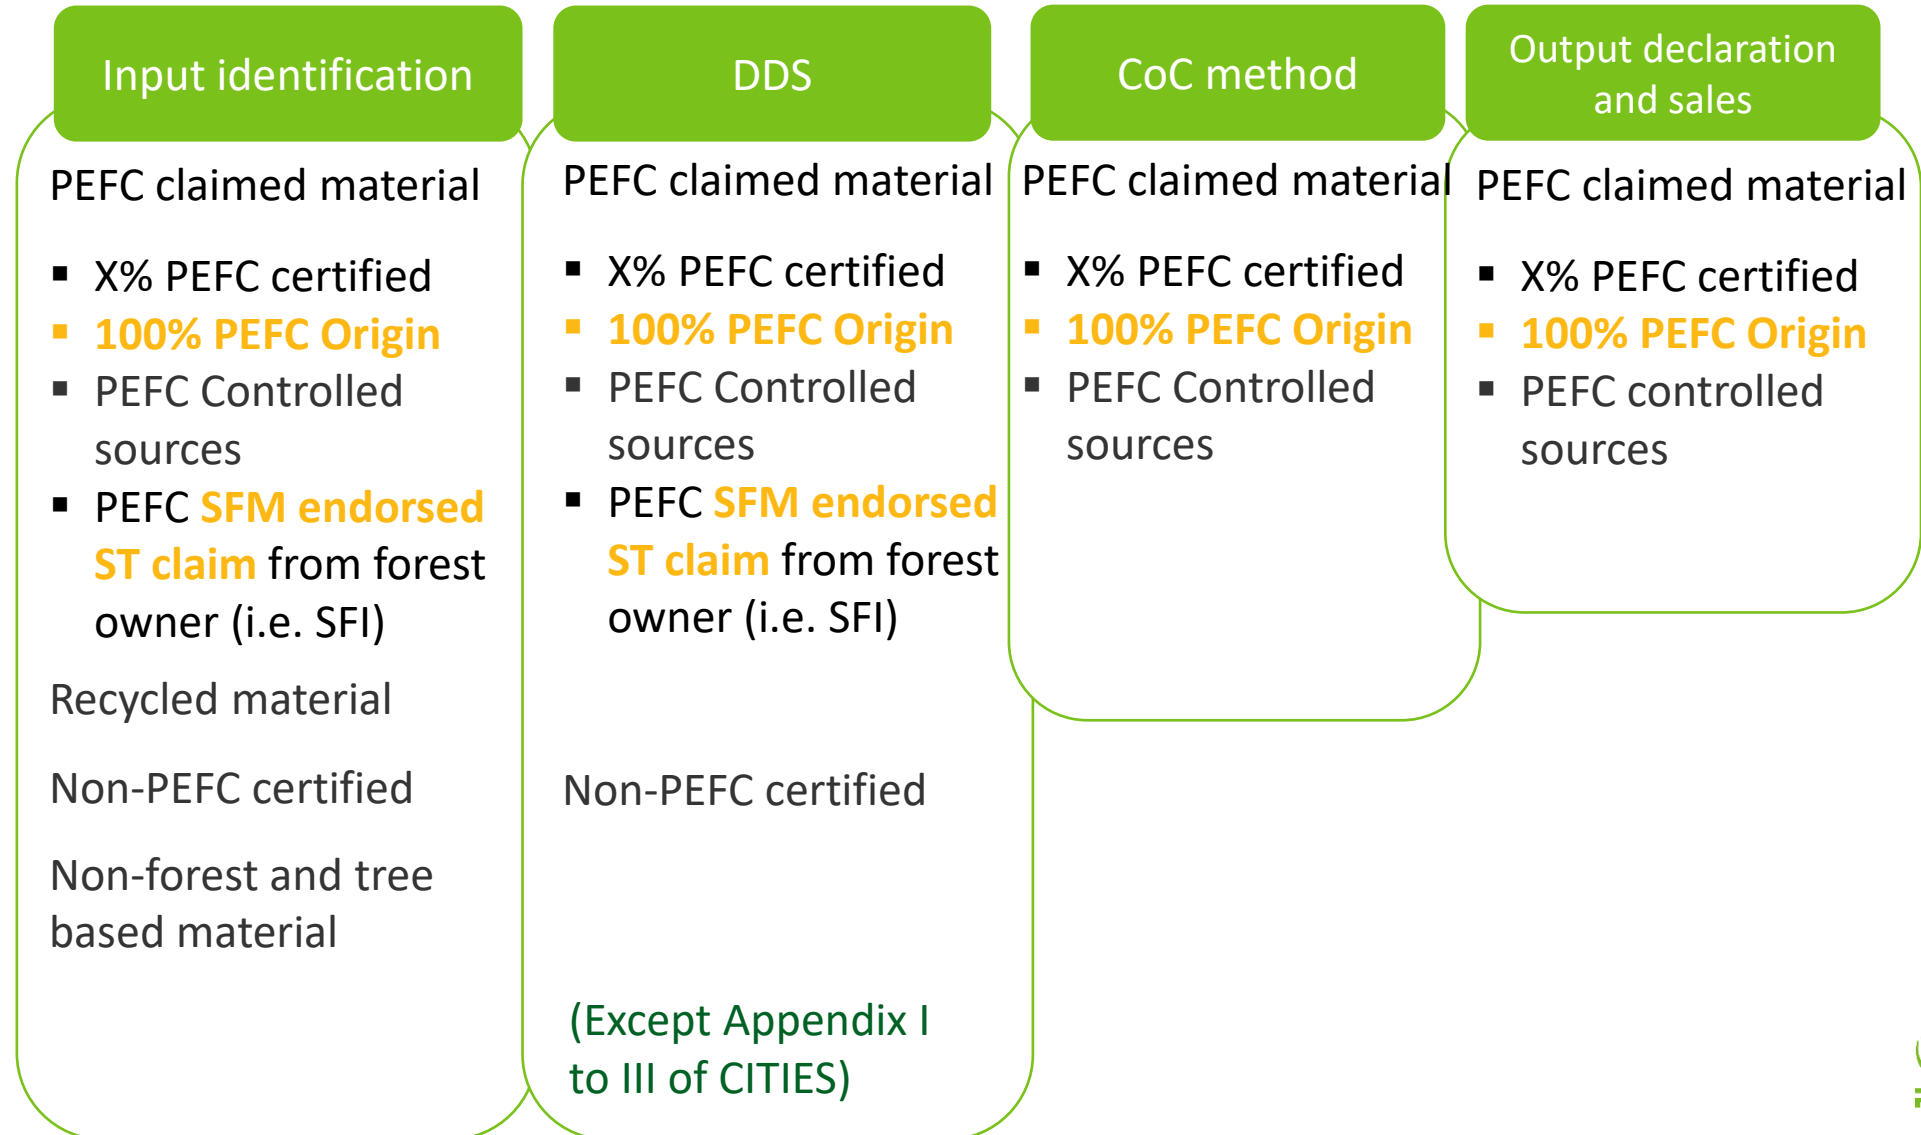 Input identification
PEFC claimed material
▪ X% PEFC certified
▪ 100% PEFC Origin
▪ PEFC Controlled
sources
▪ PEFC SFM endorsed
ST claim from forest
owner (i.e. SFI)
Recycled material
Non-PEFC certified
Non-forest and tree
based material
DDS
PEFC claimed material
▪ X% PEFC certified
▪ 100% PEFC Origin
▪ PEFC Controlled
sources
▪ PEFC SFM endorsed
ST claim from forest
owner (i.e. SFI)
Non-PEFC certified
(Except Appendix I
to III of CITIES)
CoC method
PEFC claimed material
▪ X% PEFC certified
▪ 100% PEFC Origin
▪ PEFC Controlled
sources
Output declaration
and sales
PEFC claimed material
▪ X% PEFC certified
▪ 100% PEFC Origin
▪ PEFC controlled
sources